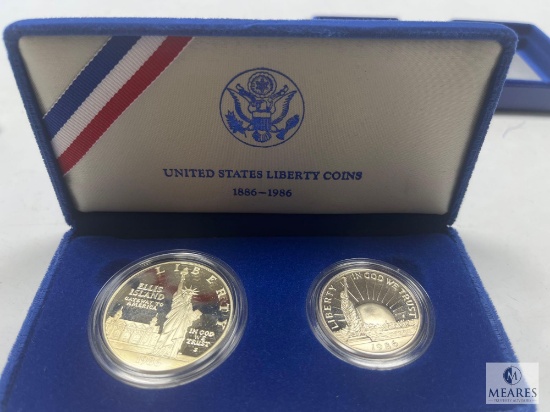 UNITED STATES LIBERTY COINS
1886-1986
LIBERTY
ELLIS
ISLAND
GATEWAY TO
AMERICA
IN GOD
WE
TRUST
LIBERTY
IN GOD WE TRUST
1986
M
MEARES